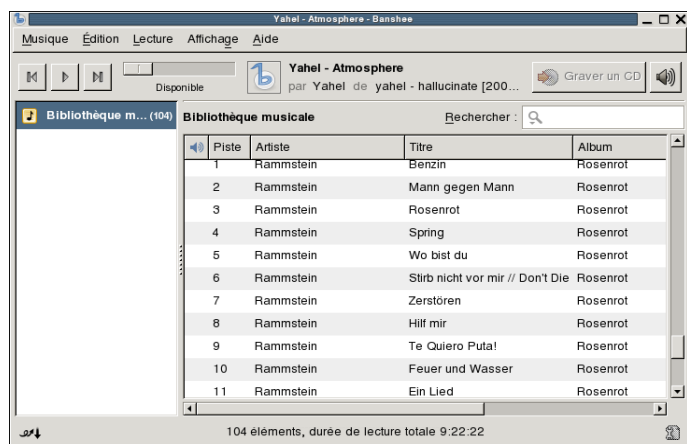 Yahel - Atmosphere - Banshee
Musique Édition Lecture Affichage Aide
Disponible
Yahel - Atmosphere
par Yahel de yahel - hallucinate [200...
Graver un CD
Bibliothèque m... (104)
Bibliothèque musicale
Rechercher :
Piste Artiste Titre Album
1 Rammstein Benzin Rosenrot
2 Rammstein Mann gegen Mann Rosenrot
3 Rammstein Rosenrot Rosenrot
4 Rammstein Spring Rosenrot
5 Rammstein Wo bist du Rosenrot
6 Rammstein Stirb nicht vor mir // Don't Die Rosenrot
7 Rammstein Zerstören Rosenrot
8 Rammstein Hilf mir Rosenrot
9 Rammstein Te Quiero Puta! Rosenrot
10 Rammstein Feuer und Wasser Rosenrot
11 Rammstein Ein Lied Rosenrot
104 éléments, durée de lecture totale 9:22:22